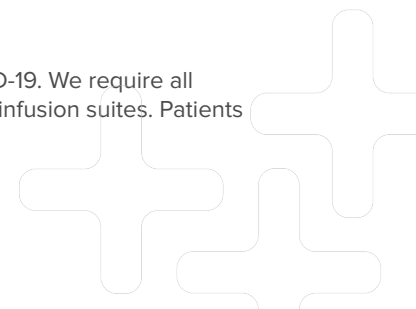 D-19. We require all
infusion suites. Patients